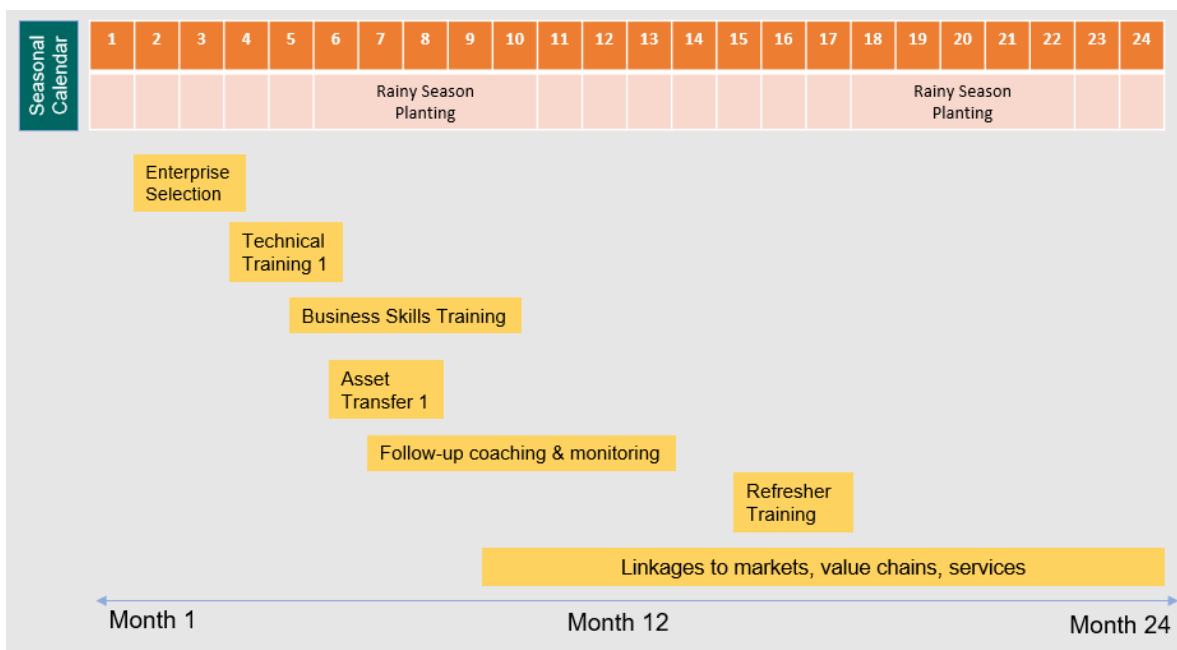 Seasonal
Calendar
1 2 3 4 5 6 7 8 9 10 11 12 13 14 15 16 17 18 19 20 21 22 23 24
Rainy Season
Planting
Rainy Season
Planting
Enterprise
Selection
Technical
Training 1
Business Skills Training
Asset
Transfer 1
Follow-up coaching & monitoring
Refresher
Training
Linkages to markets, value chains, services
Month 1
Month 12
Month 24